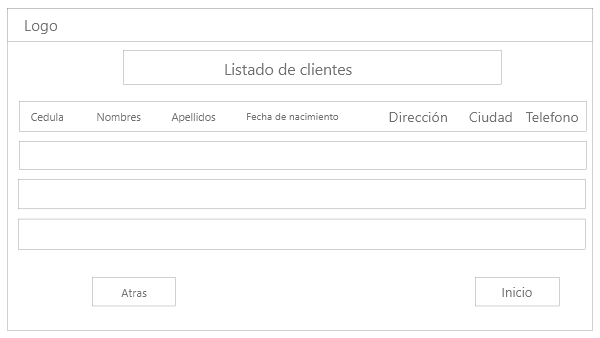 Logo
Listado de clientes
Cedula Nombres Apellidos Fecha de nacimiento Dirección Ciudad Telefono
Atras Inicio